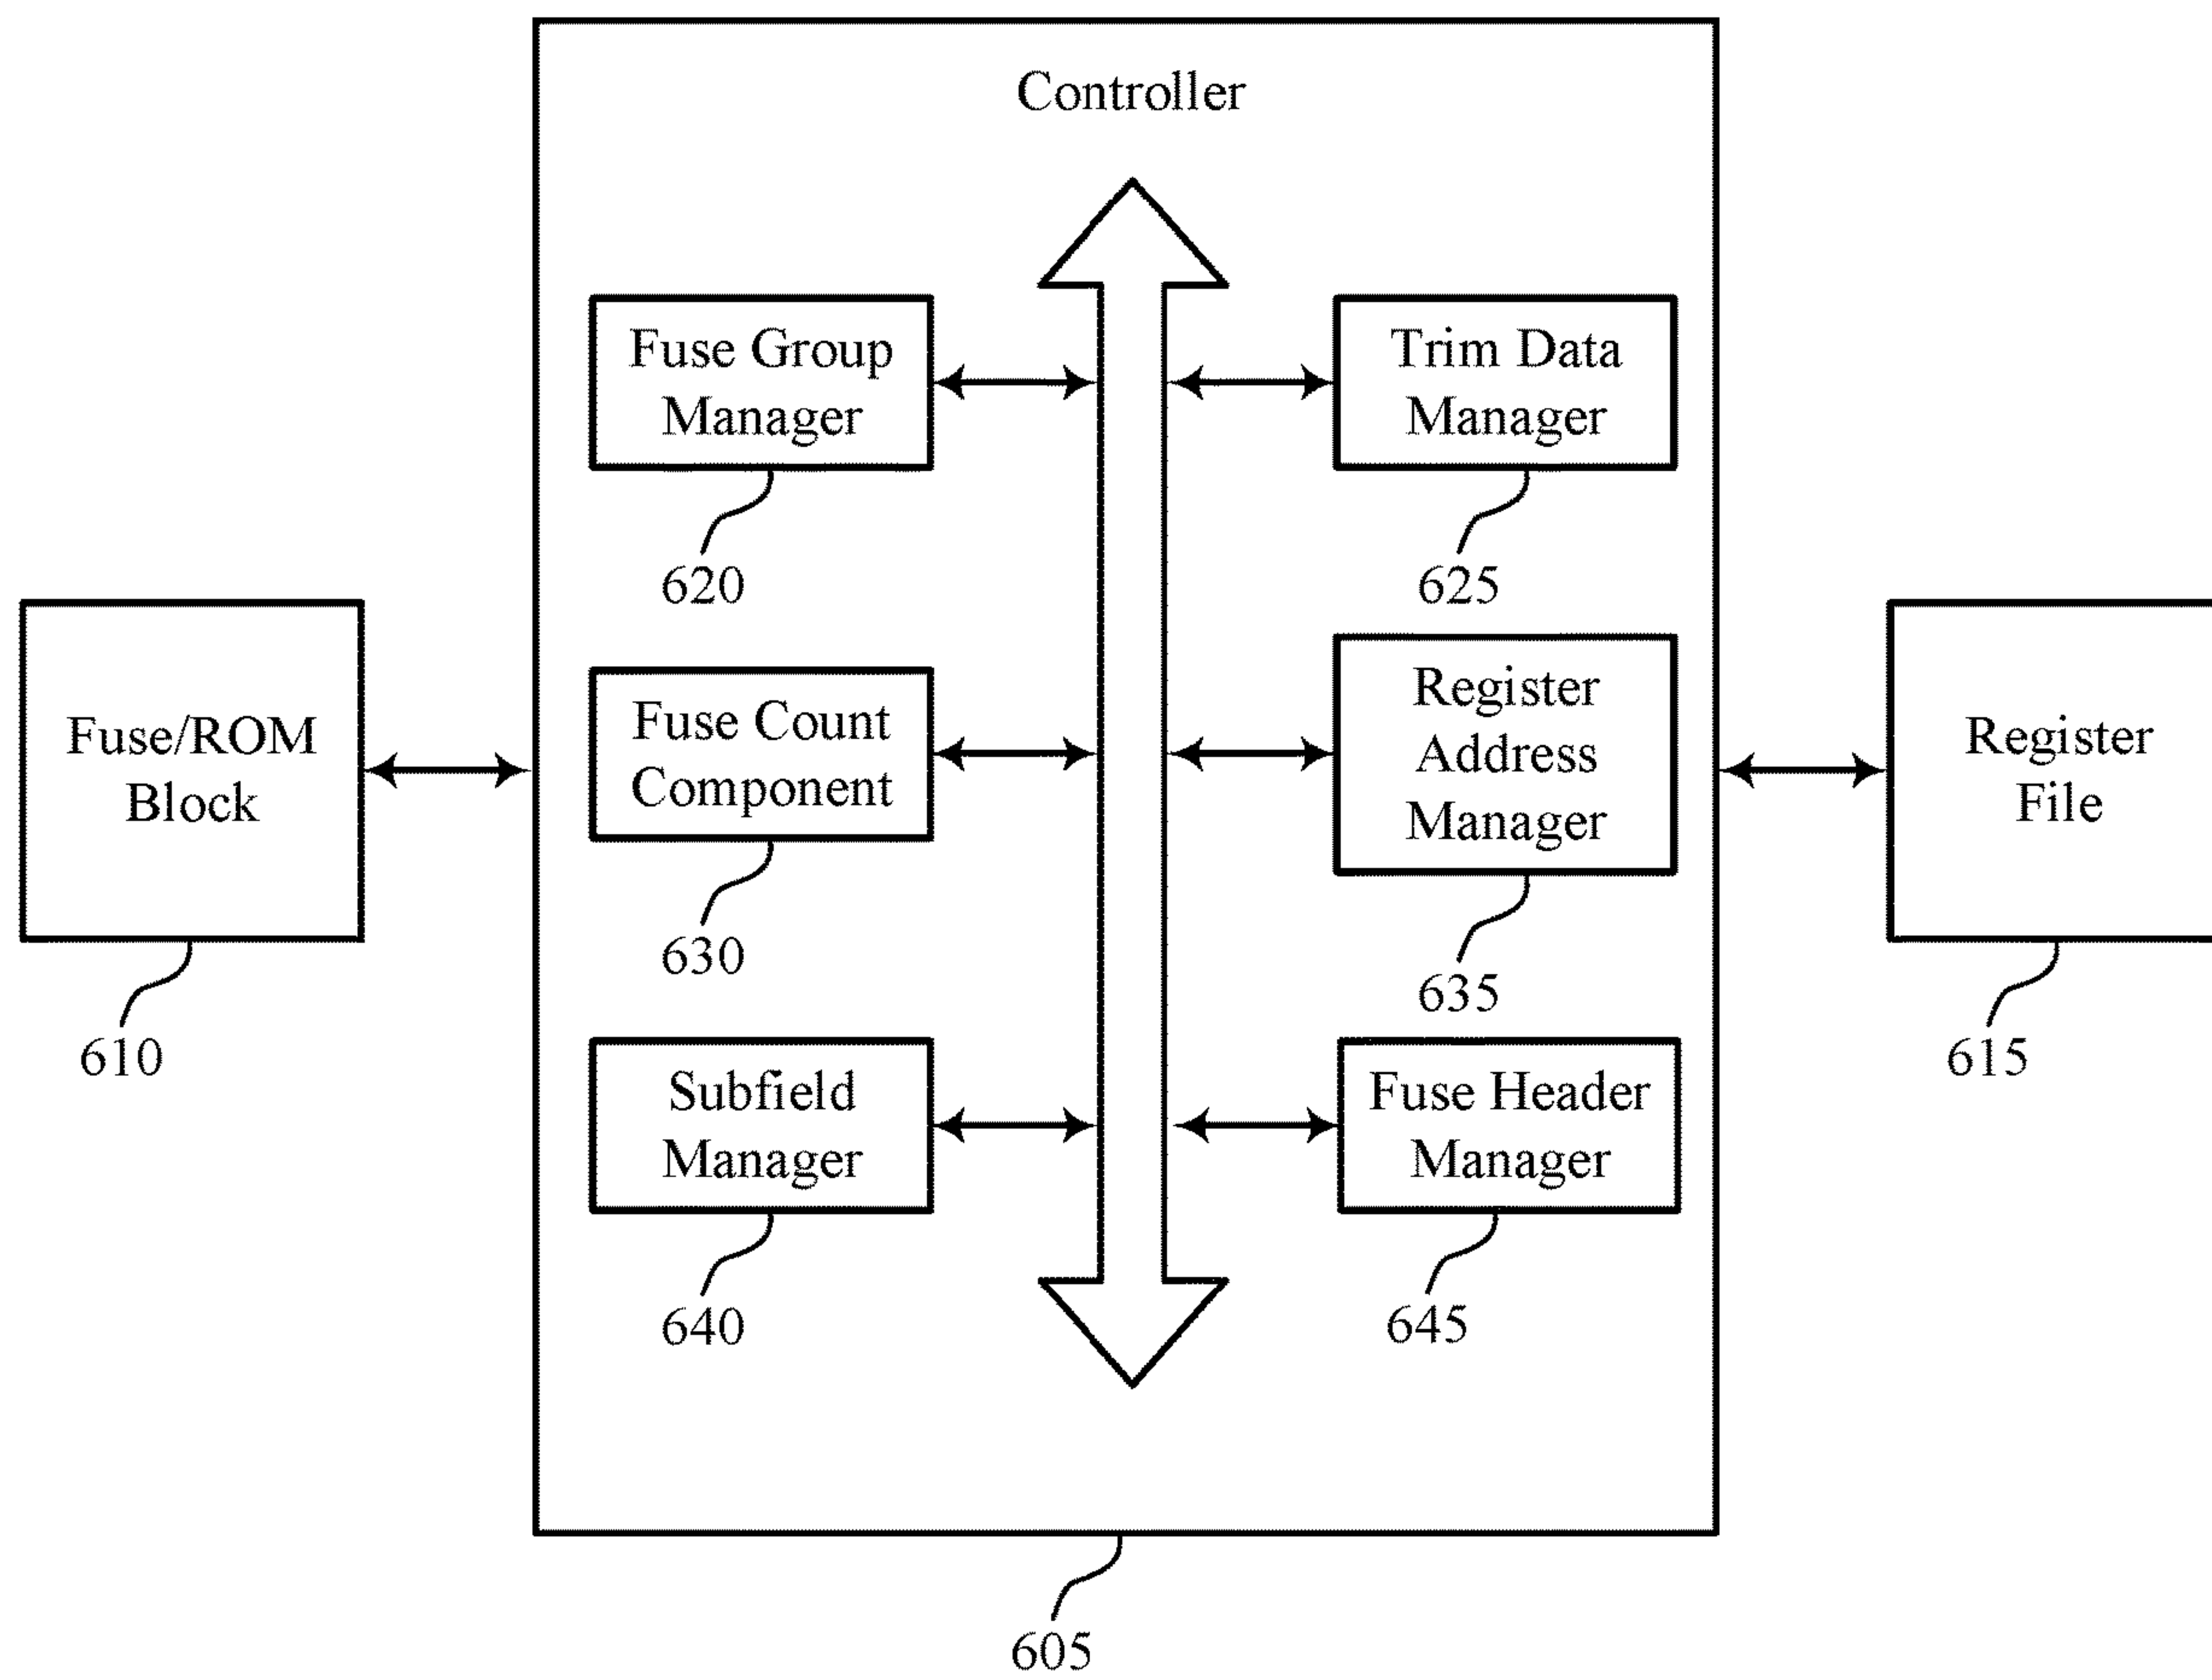 Controller
Fuse Group
Manager
620
Trim Data
Manager
625
Fuse/ROM
Block
610
Fuse Count
Component
630
Register
Address
Manager
635
Register
File
615
Subfield
Manager
640
Fuse Header
Manager
645
605